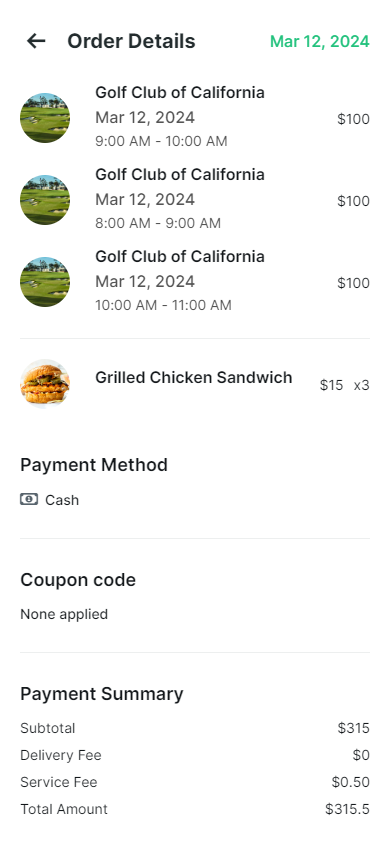 Order Details
Mar 12, 2024
Golf Club of California
Mar 12, 2024
9:00 AM - 10:00 AM
$100
Golf Club of California
Mar 12, 2024
8:00 AM - 9:00 AM
$100
Golf Club of California
Mar 12, 2024
10:00 AM - 11:00 AM
$100
Grilled Chicken Sandwich
$15 x3
Payment Method
Cash
Coupon code
None applied
Payment Summary
Subtotal $315
Delivery Fee $0
Service Fee $0.50
Total Amount $315.5